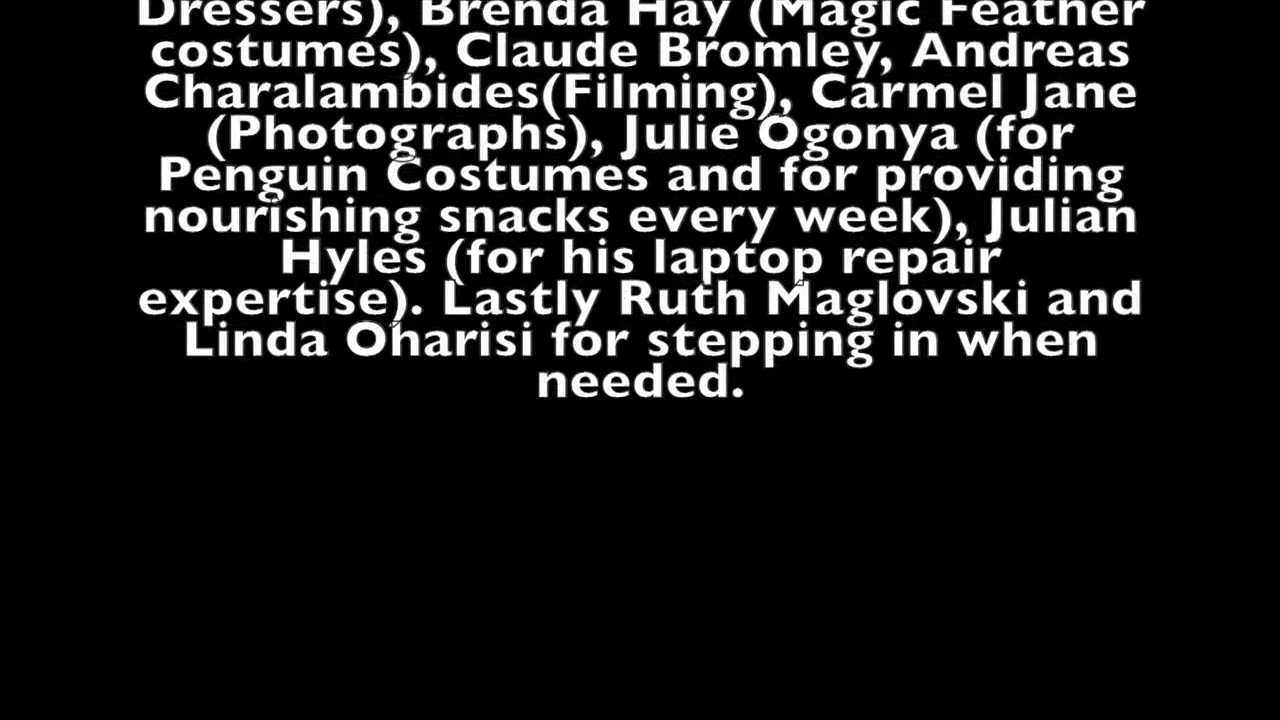 Dressers), Brenda Hay (Magic Feather
costumes), Claude Bromley, Andreas
Charalambides(Filming), Carmel Jane
(Photographs), Julie Ogonya (for
Penguin Costumes and for providing
nourishing snacks every week), Julian
Hyles (for his laptop repair
expertise). Lastly Ruth Maglovski and
Linda Oharisi for stepping in when
needed.